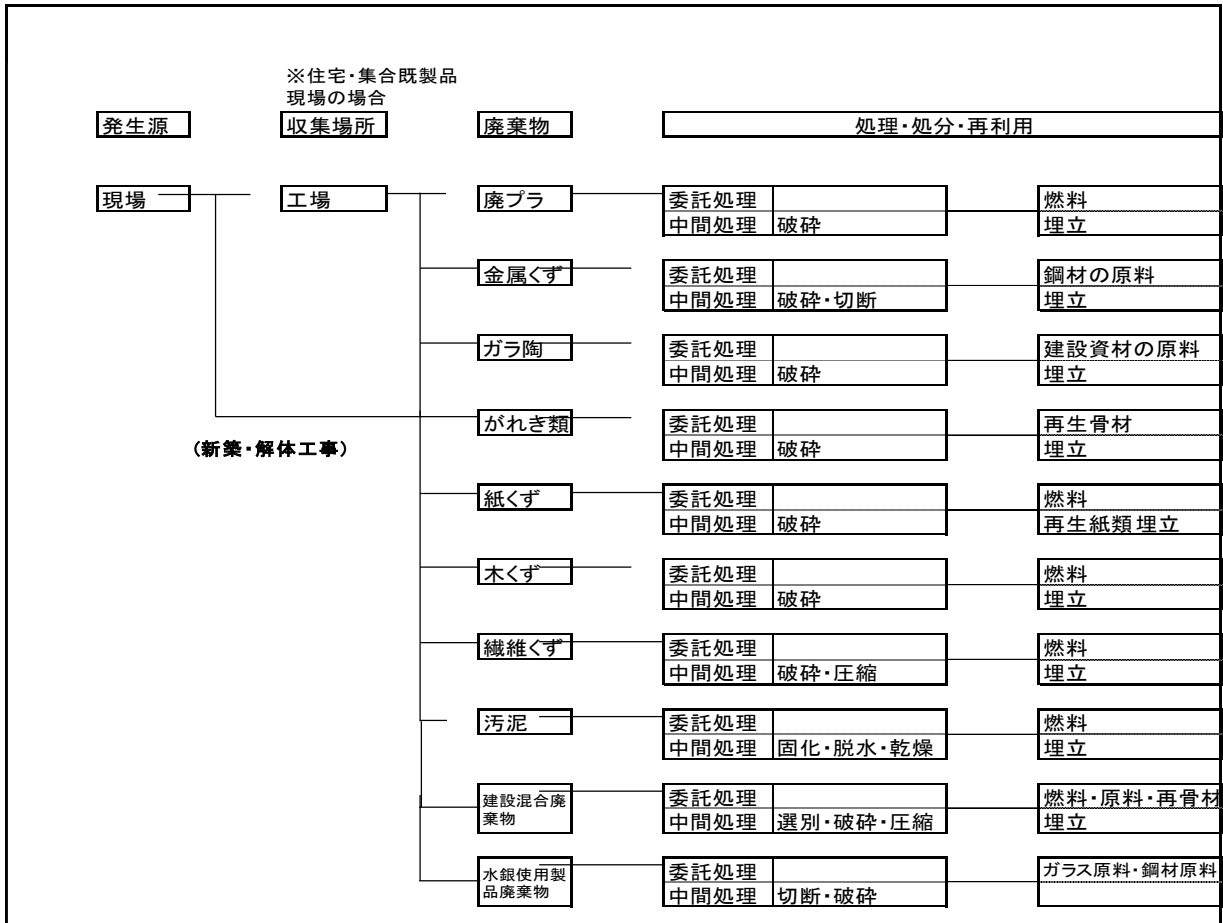 ※住宅・集合既製品
現場の場合
発生源 収集場所 廃棄物 処理・処分・再利用
現場 工場 廃プラ 委託処理 燃料
中間処理 破砕 埋立
金属くず 委託処理 鋼材の原料
中間処理 破砕・切断 埋立
ガラ陶 委託処理 建設資材の原料
中間処理 破砕 埋立
がれき類 委託処理 再生骨材
中間処理 破砕 埋立
(新築・解体工事)
紙くず 委託処理 燃料
中間処理 破砕 再生紙類 埋立
木くず 委託処理 燃料
中間処理 破砕 埋立
繊維くず 委託処理 燃料
中間処理 破砕・圧縮 埋立
汚泥 委託処理 燃料
中間処理 固化・脱水・乾燥 埋立
建設混合廃
棄物
委託処理 燃料・原料・再骨材
中間処理 選別・破砕・圧縮 埋立
水銀使用製
品廃棄物
委託処理 ガラス原料・鋼材原料
中間処理 切断・破砕